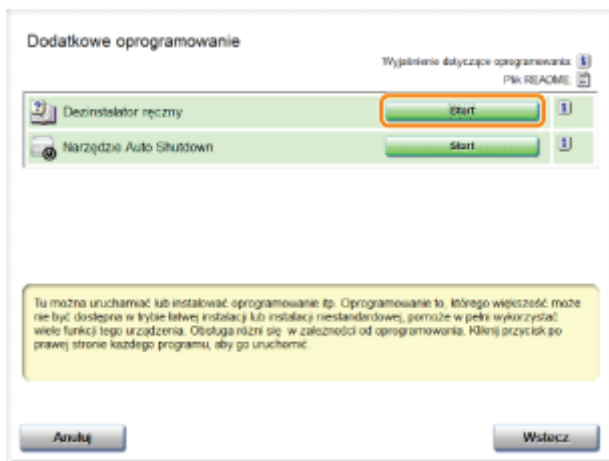 Dodatkowe oprogramowanie
Wyjaśnienie dotyczące oprogramowania:
Plik README:
Dezinstalator ręczny
Start
Narzędzie Auto Shutdown
Start
Tu można uruchamiać lub instalować oprogramowanie itp. Oprogramowanie to, którego większość może
nie być dostępna w trybie łatwej instalacji lub instalacji niestandardowej, pomoże w pełni wykorzystać
wiele funkcji tego urządzenia. Obsługa różni się w zależności od oprogramowania. Kliknij przycisk po
prawej stronie każdego programu, aby go uruchomić.
Anuluj
Wstecz